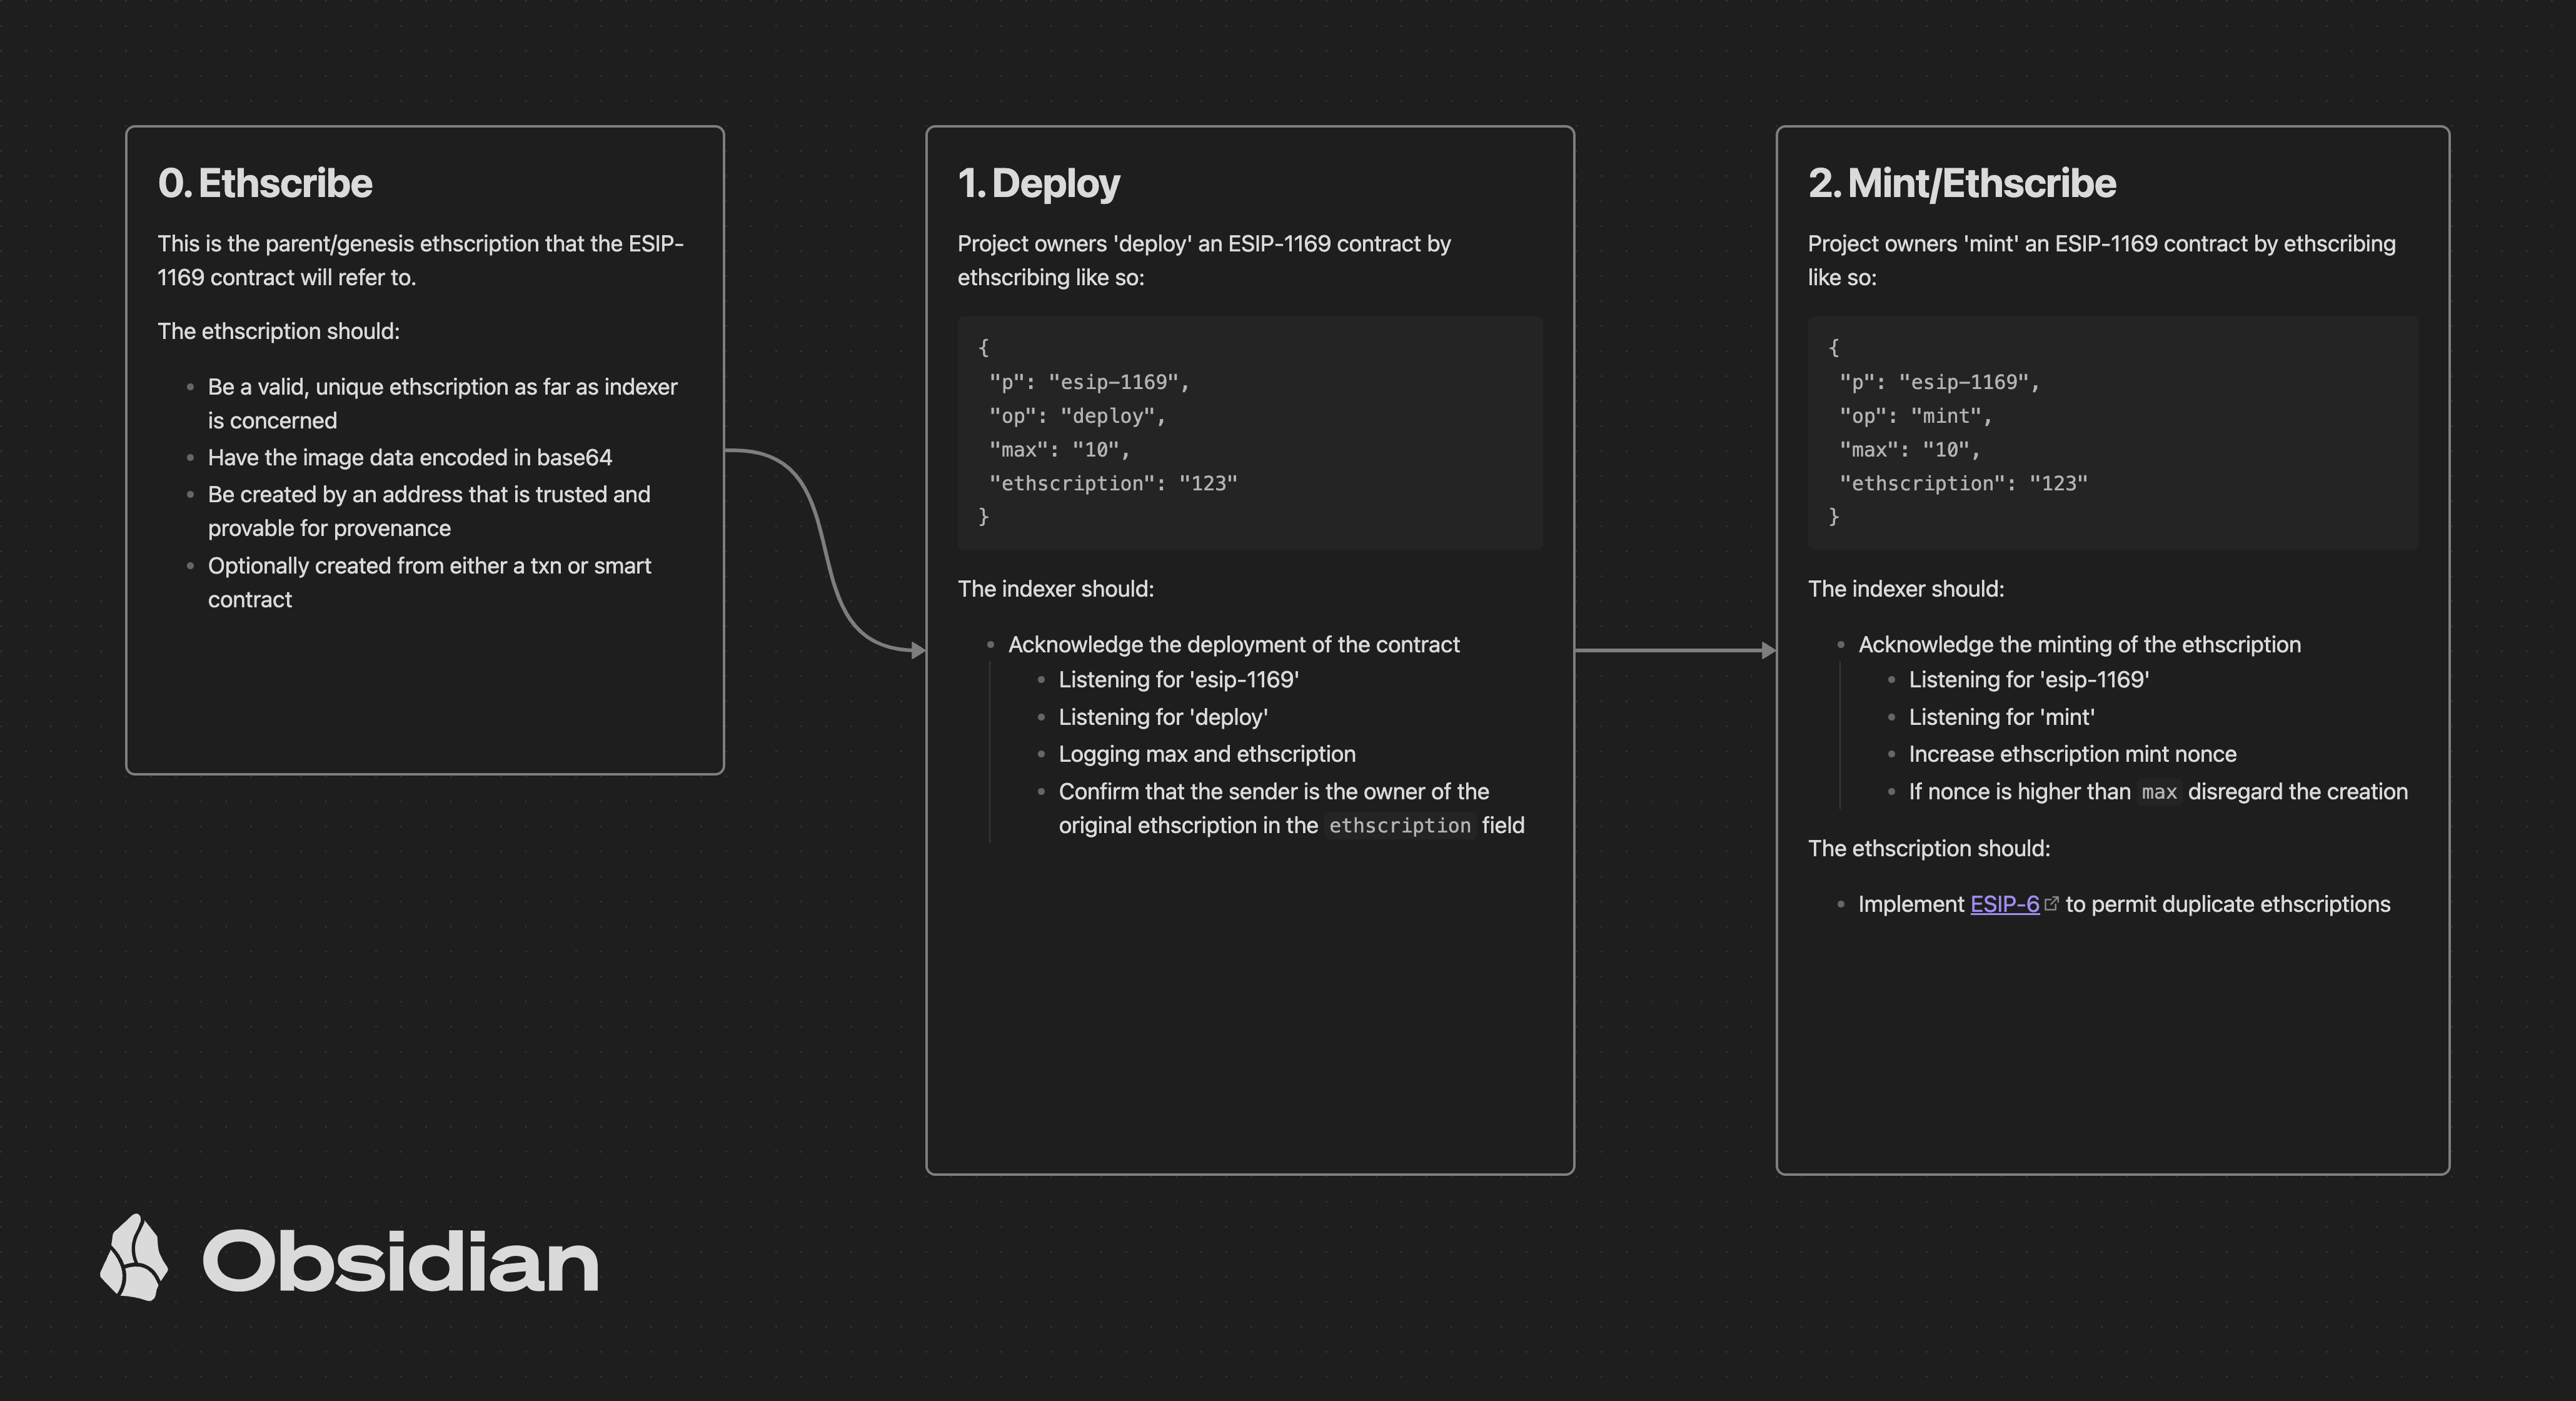 0. Ethscribe
This is the parent/genesis ethscription that the ESIP-
1169 contract will refer to.
The ethscription should:
Be a valid, unique ethscription as far as indexer
is concerned
Have the image data encoded in base64
Be created by an address that is trusted and
provable for provenance
Optionally created from either a txn or smart
contract
1. Deploy
Project owners 'deploy' an ESIP-1169 contract by
ethscribing like so:
{
"p": "esip-1169",
"op": "deploy",
"max": "10",
"ethscription": "123"
}
The indexer should:
Acknowledge the deployment of the contract
Listening for 'esip-1169'
Listening for 'deploy'
Logging max and ethscription
Confirm that the sender is the owner of the
original ethscription in the ethscription field
2. Mint/Ethscribe
Project owners 'mint' an ESIP-1169 contract by ethscribing
like so:
{
"p": "esip-1169",
"op": "mint",
"max": "10",
"ethscription": "123"
}
The indexer should:
Acknowledge the minting of the ethscription
Listening for 'esip-1169'
Listening for 'mint'
Increase ethscription mint nonce
If nonce is higher than max disregard the creation
The ethscription should:
Implement ESIP-6 to permit duplicate ethscriptions
Obsidian